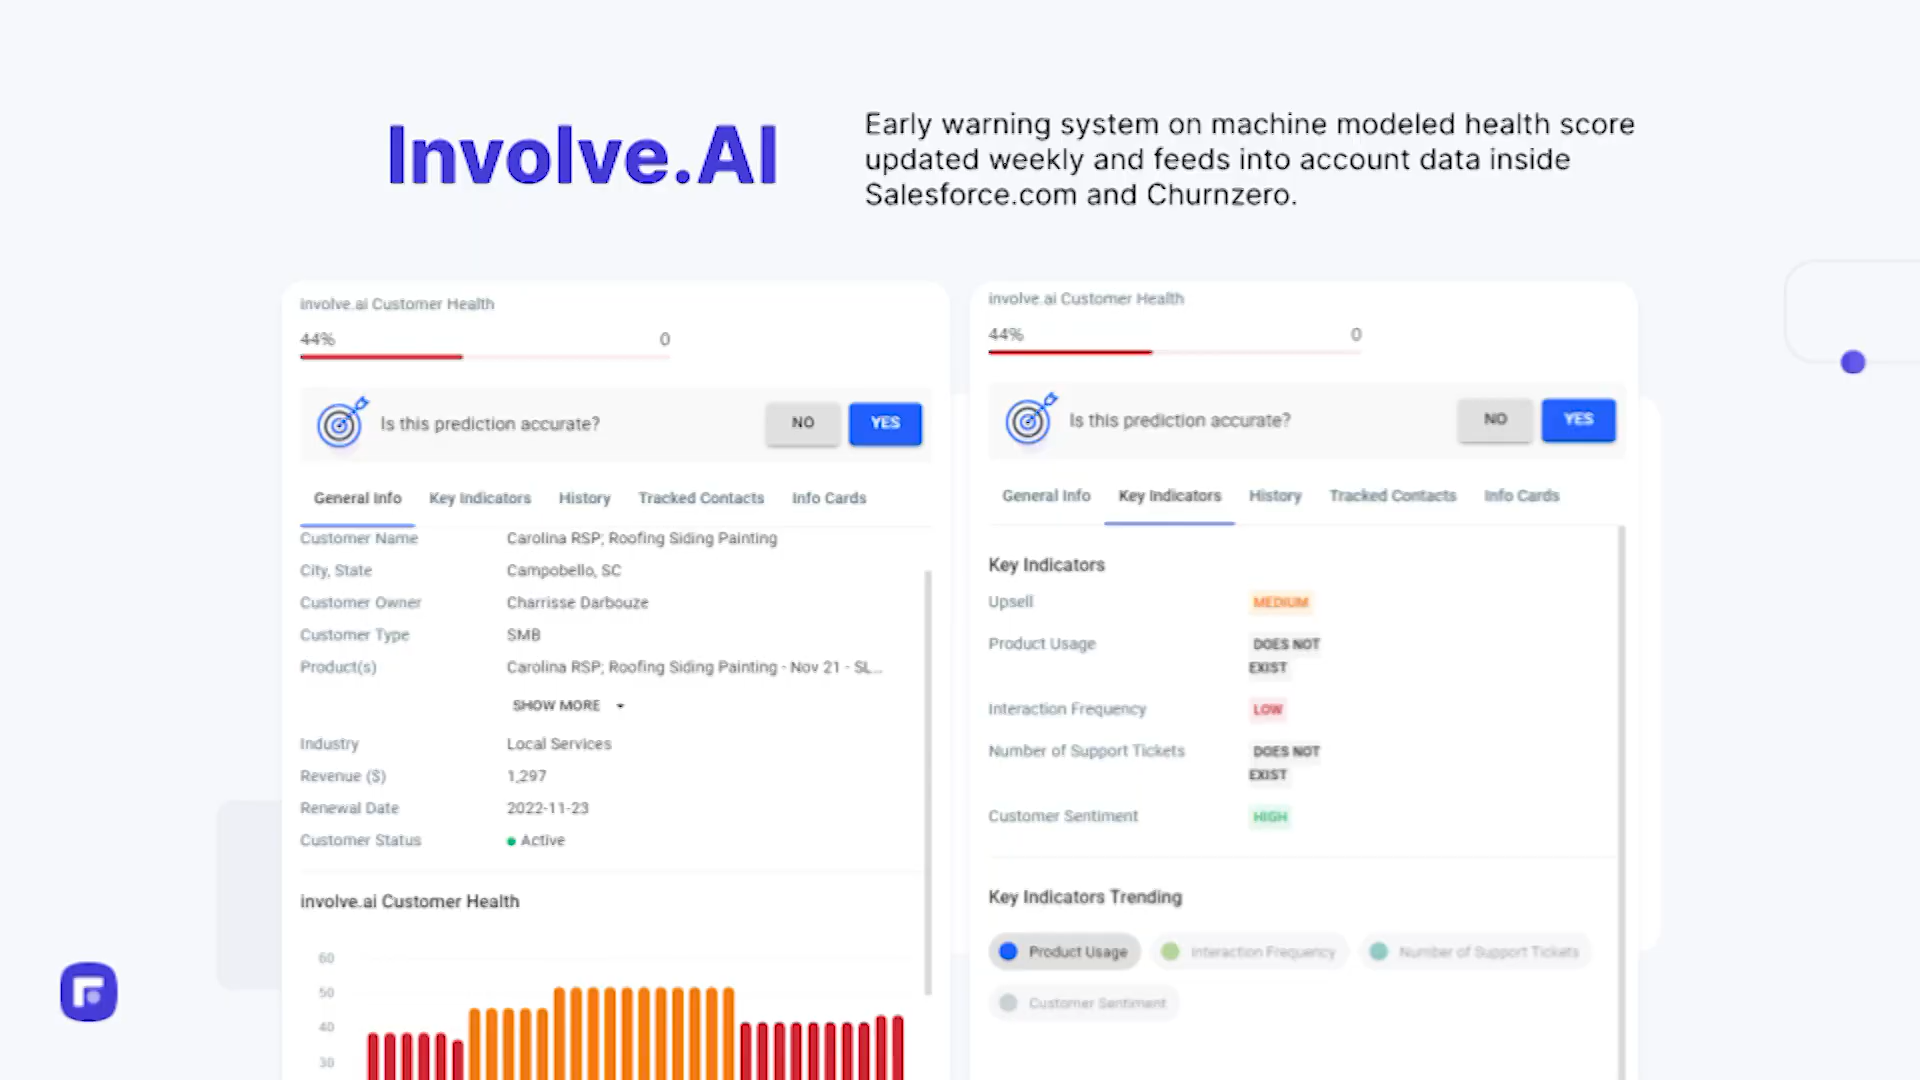 Involve.AI
Early warning system on machine modeled health score
updated weekly and feeds into account data inside
Salesforce.com and Churnzero.
involve.ai Customer Health
44% 0
Is this prediction accurate? NO YES
General Info Key Indicators History Tracked Contacts Info Cards
Customer Name Carolina RSP; Roofing Siding Painting
City, State Campobello, SC
Customer Owner Charrisse Darbouze
Customer Type SMB
Product(s) Carolina RSP; Roofing Siding Painting - Nov 21 - SL...
SHOW MORE
Industry Local Services
Revenue ($) 1,297
Renewal Date 2022-11-23
Customer Status Active
involve.ai Customer Health
60
50
40
30
involve.ai Customer Health
44% 0
Is this prediction accurate? NO YES
General Info Key Indicators History Tracked Contacts Info Cards
Key Indicators
Upsell MEDIUM
Product Usage DOES NOT
EXIST
Interaction Frequency LOW
Number of Support Tickets DOES NOT
EXIST
Customer Sentiment HIGH
Key Indicators Trending
Product Usage Interaction Frequency Number of Support Tickets
Customer Sentiment